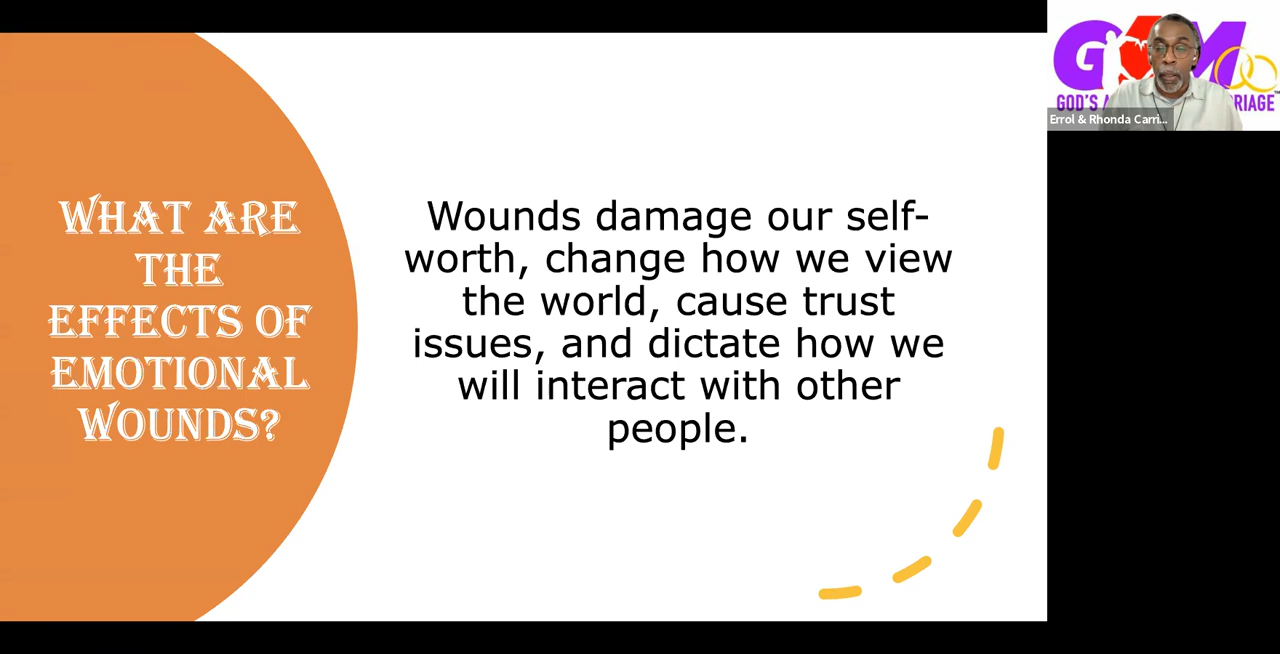 WHAT ARE
THE
EFFECTS OF
EMOTIONAL
WOUNDS?
Wounds damage our self-
worth, change how we view
the world, cause trust
issues, and dictate how we
will interact with other
people.
G M
GOD'S A RIAGE™
Errol & Rhonda Carri...